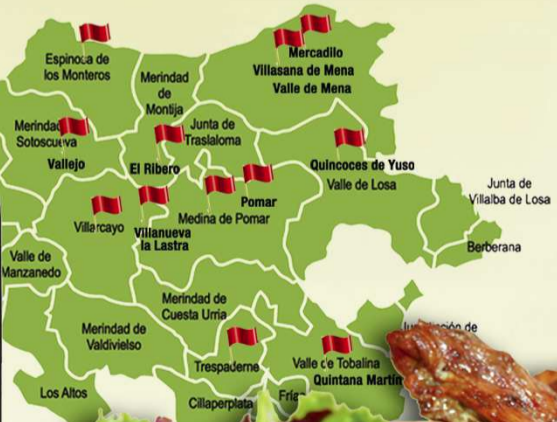 Espinosa de
los Monteros
Merindad
de
Montija
Mercadilo
Villasana de Mena
Valle de Mena
Merindad
Sotoscueva
Vallejo
El Ribero
Junta de
Traslaloma
Quincoces de Yuso
Valle de Losa
Junta de
Villalba de Losa
Berberana
Villarcayo
Villanueva
la Lastra
Medina de Pomar
Pomar
Valle de
Manzanedo
Merindad de
Cuesta Urria
Merindad de
Valdivielso
Trespaderne
Valle de Tobalina
Quintana Martín
Los Altos
Cillaperplata
Frías
de